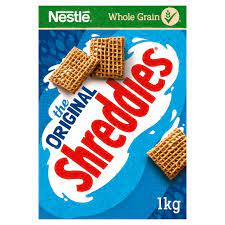 Nestlé Whole Grain
the
ORIGINAL
Shreddies
1kg